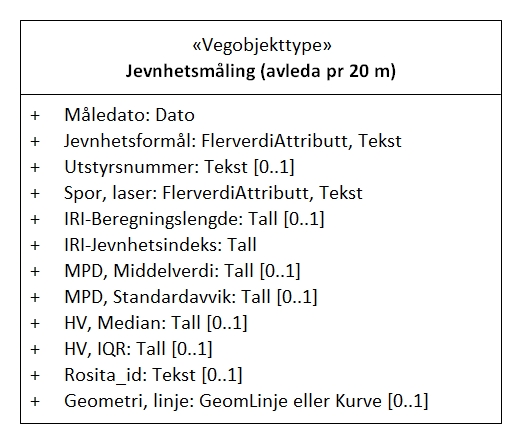 «Vegobjekttype»
Jevnhetsmåling (avleda pr 20 m)
+ Måledato: Dato
+ Jevnhetsformål: FlerverdiAttributt, Tekst
+ Utstyrsnummer: Tekst [0..1]
+ Spor, laser: FlerverdiAttributt, Tekst
+ IRI-Beregningslengde: Tall [0..1]
+ IRI-Jevnhetsindeks: Tall
+ MPD, Middelverdi: Tall [0..1]
+ MPD, Standardavvik: Tall [0..1]
+ HV, Median: Tall [0..1]
+ HV, IQR: Tall [0..1]
+ Rosita_id: Tekst [0..1]
+ Geometri, linje: GeomLinje eller Kurve [0..1]